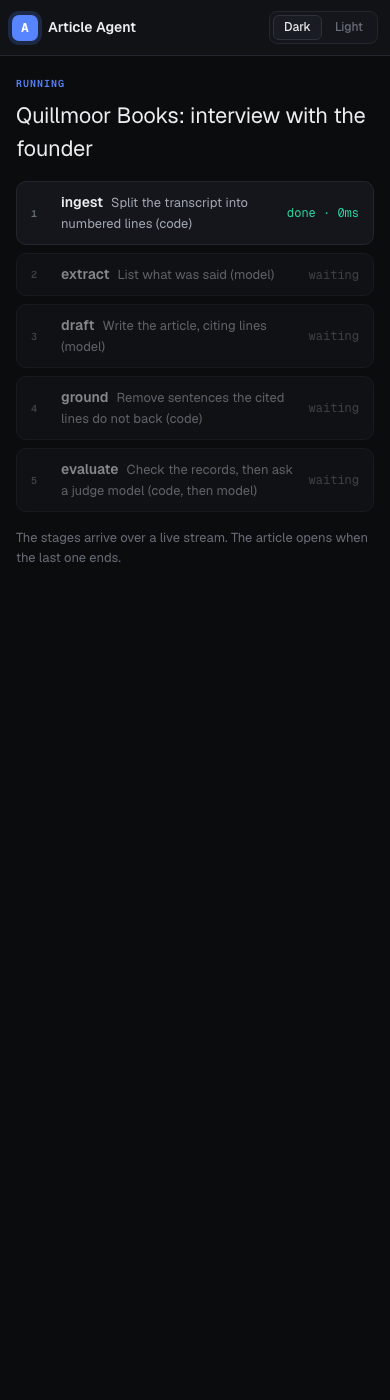 A Article Agent Dark Light
RUNNING
Quillmoor Books: interview with the
founder
1 ingest Split the transcript into
numbered lines (code) done · 0ms
2 extract List what was said (model) waiting
3 draft Write the article, citing lines
(model) waiting
4 ground Remove sentences the cited
lines do not back (code) waiting
5 evaluate Check the records, then ask
a judge model (code, then model) waiting
The stages arrive over a live stream. The article opens when
the last one ends.